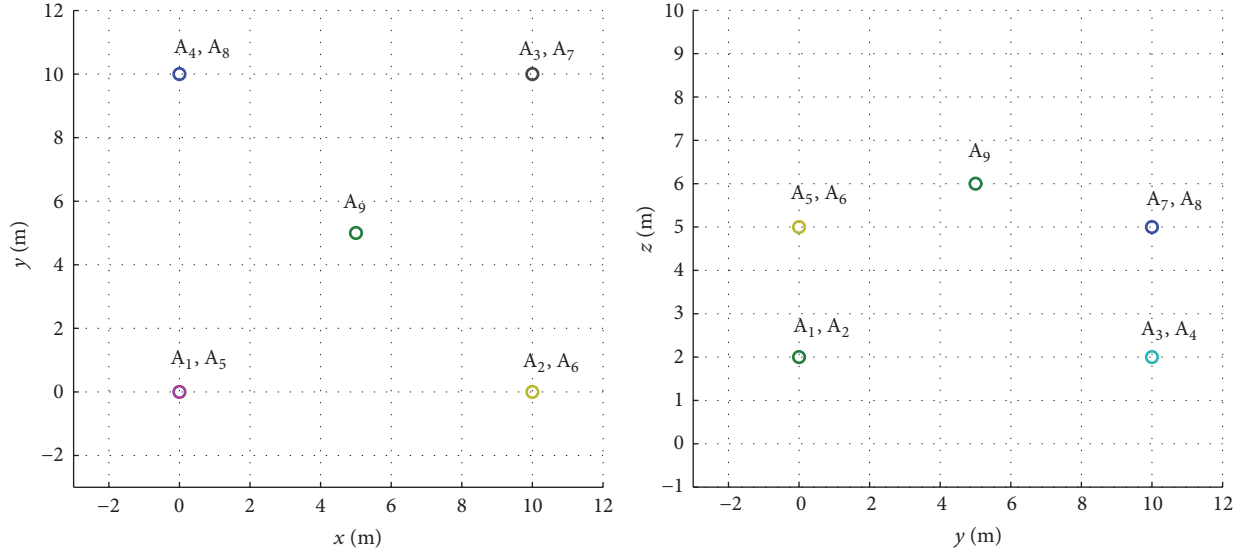 12
10
8
6
4
2
0
−2
y (m)
A4, A8
A3, A7
A9
A1, A5
A2, A6
−2 0 2 4 6 8 10 12
x (m)
10
9
8
7
6
5
4
3
2
1
0
−1
z (m)
A9
A5, A6
A7, A8
A1, A2
A3, A4
−2 0 2 4 6 8 10 12
y (m)